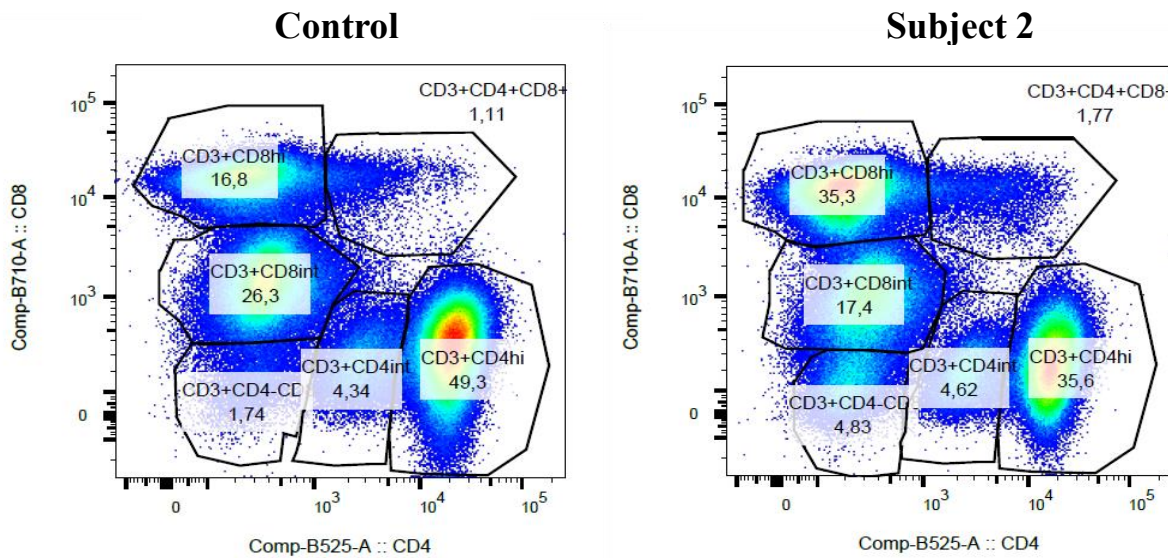 Control
CD3+CD4+CD8+
1,11
CD3+CD8hi
16,8
CD3+CD8int
26,3
CD3+CD4-CD
1,74
CD3+CD4int
4,34
CD3+CD4hi
49,3
10^5
10^4
10^3
0
Comp-B710-A :: CD8
0
10^3
10^4
10^5
Comp-B525-A :: CD4
Subject 2
CD3+CD4+CD8+
1,77
CD3+CD8hi
35,3
CD3+CD8int
17,4
CD3+CD4-CD
4,83
CD3+CD4int
4,62
CD3+CD4hi
35,6
10^5
10^4
10^3
0
Comp-B710-A :: CD8
0
10^3
10^4
10^5
Comp-B525-A :: CD4